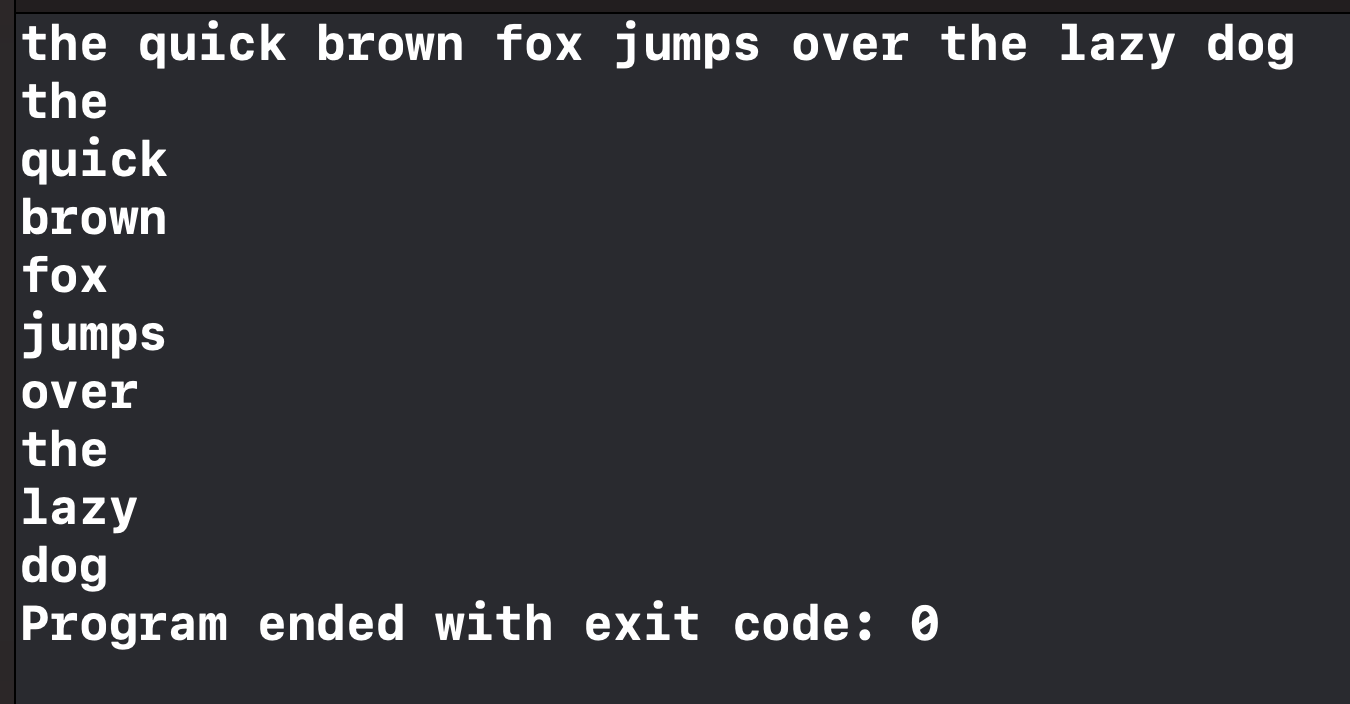 the quick brown fox jumps over the lazy dog
the
quick
brown
fox
jumps
over
the
lazy
dog
Program ended with exit code: 0